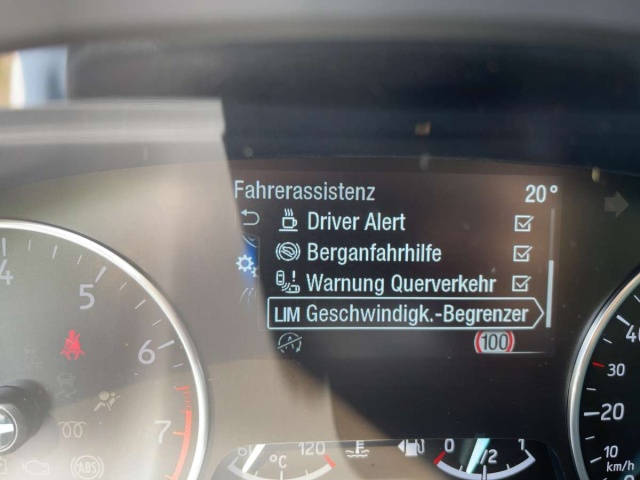 Fahrerassistenz 20°
Driver Alert
Berganfahrhilfe
Warnung Querverkehr
LIM Geschwindigk.-Begrenzer
100
4
5
6
7
ABS
120
°C
0
1/2
1
40
30
20
10
km/h